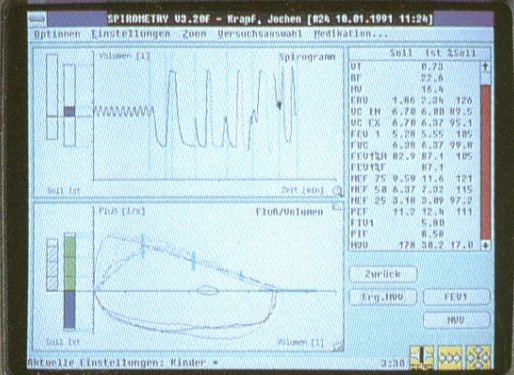 SPIROMETRY V3.20F - Krapf, Jochen [024 18.01.1991 11:24]
Optionen Einstellungen Zoom Versuchsauswahl Medikation...
Volumen [l] Spirogramm
Soll Ist Zeit [min]
Fluß [l/s] Fluß/Volumen
Soll Ist Volumen [l]
Soll Ist %Soll
VT 0.73
BF 22.6
MV 16.4
ERV 1.86 2.34 126
VC IN 6.70 6.00 89.5
VC EX 6.70 6.37 95.1
FEV 1 5.28 5.55 105
FVC 6.38 6.37 99.8
FEV1%M 82.9 87.1 105
FEV1%F 87.1
MEF 75 9.59 11.6 121
MEF 50 6.37 7.32 115
MEF 25 3.18 3.09 97.2
PEF 11.2 12.4 111
FIV1 5.80
PIF 8.50
MVV 178 30.2 17.0
Zurück
Erg.MVV FEV1
MVV
Aktuelle Einstellungen: Kinder
3:30